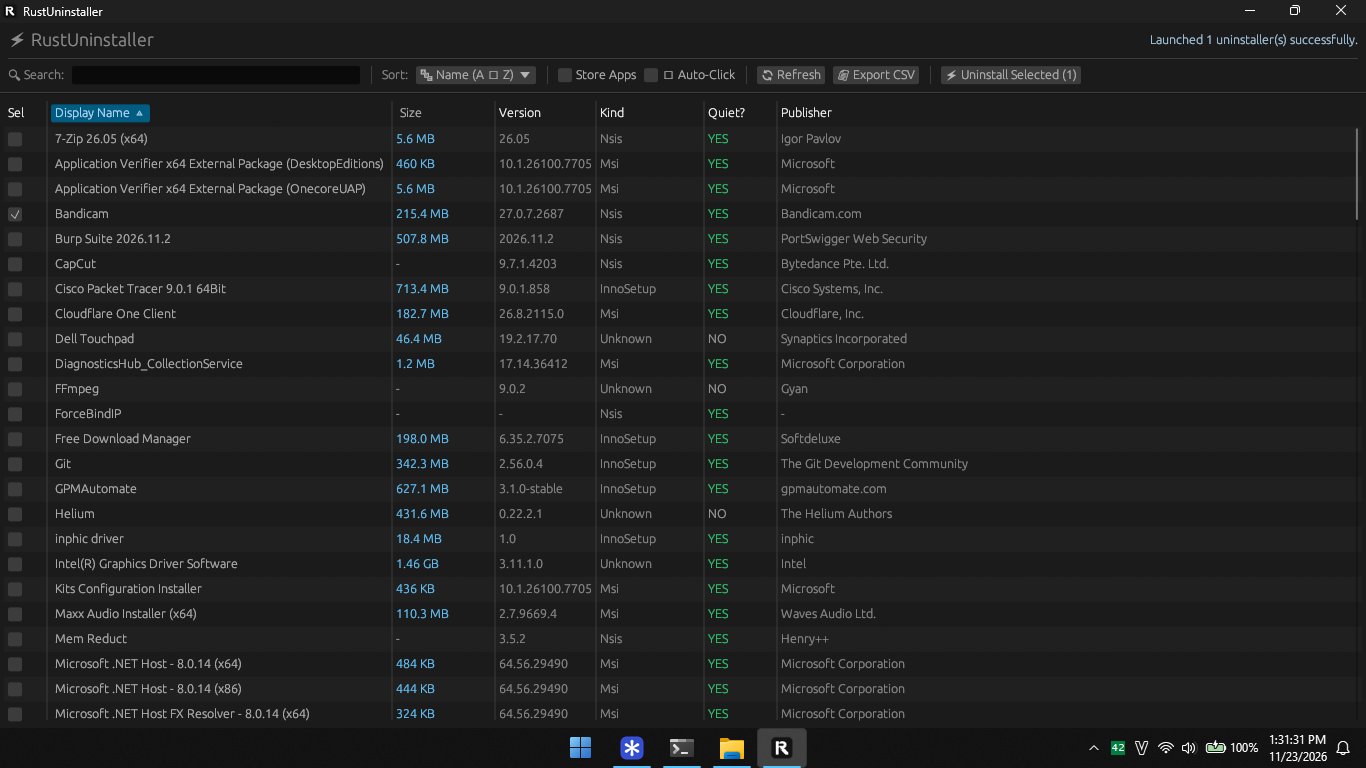 R RustUninstaller
⚡ RustUninstaller Launched 1 uninstaller(s) successfully.
Search: Sort: Name (A □ Z) ▼ Store Apps □ Auto-Click Refresh Export CSV ⚡ Uninstall Selected (1)
Sel Display Name ▲ Size Version Kind Quiet? Publisher
7-Zip 26.05 (x64) 5.6 MB 26.05 Nsis YES Igor Pavlov
Application Verifier x64 External Package (DesktopEditions) 460 KB 10.1.26100.7705 Msi YES Microsoft
Application Verifier x64 External Package (OnecoreUAP) 5.6 MB 10.1.26100.7705 Msi YES Microsoft
Bandicam 215.4 MB 27.0.7.2687 Nsis YES Bandicam.com
Burp Suite 2026.11.2 507.8 MB 2026.11.2 Nsis YES PortSwigger Web Security
CapCut - 9.7.1.4203 Nsis YES Bytedance Pte. Ltd.
Cisco Packet Tracer 9.0.1 64Bit 713.4 MB 9.0.1.858 InnoSetup YES Cisco Systems, Inc.
Cloudflare One Client 182.7 MB 26.8.2115.0 Msi YES Cloudflare, Inc.
Dell Touchpad 46.4 MB 19.2.17.70 Unknown NO Synaptics Incorporated
DiagnosticsHub_CollectionService 1.2 MB 17.14.36412 Msi YES Microsoft Corporation
FFmpeg - 9.0.2 Unknown NO Gyan
ForceBindIP - - Nsis YES -
Free Download Manager 198.0 MB 6.35.2.7075 InnoSetup YES Softdeluxe
Git 342.3 MB 2.56.0.4 InnoSetup YES The Git Development Community
GPMAutomate 627.1 MB 3.1.0-stable InnoSetup YES gpmautomate.com
Helium 431.6 MB 0.22.2.1 Unknown NO The Helium Authors
inphic driver 18.4 MB 1.0 InnoSetup YES inphic
Intel(R) Graphics Driver Software 1.46 GB 3.11.1.0 Unknown YES Intel
Kits Configuration Installer 436 KB 10.1.26100.7705 Msi YES Microsoft
Maxx Audio Installer (x64) 110.3 MB 2.7.9669.4 Msi YES Waves Audio Ltd.
Mem Reduct - 3.5.2 Nsis YES Henry++
Microsoft .NET Host - 8.0.14 (x64) 484 KB 64.56.29490 Msi YES Microsoft Corporation
Microsoft .NET Host - 8.0.14 (x86) 444 KB 64.56.29490 Msi YES Microsoft Corporation
Microsoft .NET Host FX Resolver - 8.0.14 (x64) 324 KB 64.56.29490 Msi YES Microsoft Corporation
R 42 100% 1:31:31 PM
11/23/2026